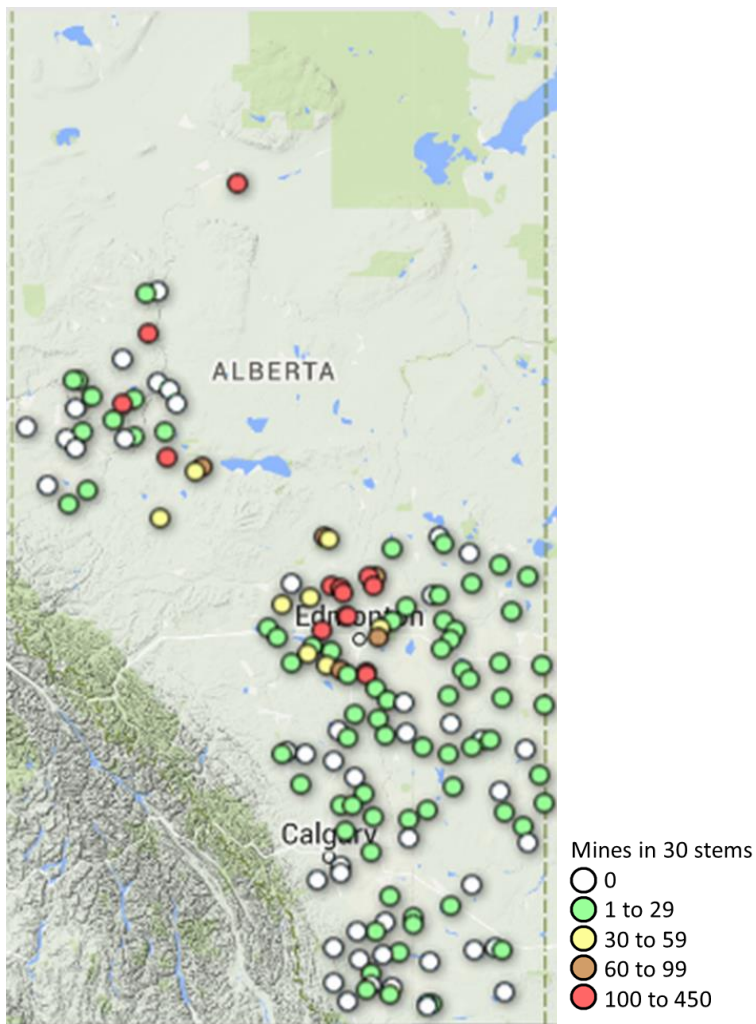 ALBERTA
Edmonton
Calgary
Mines in 30 stems
0
1 to 29
30 to 59
60 to 99
100 to 450